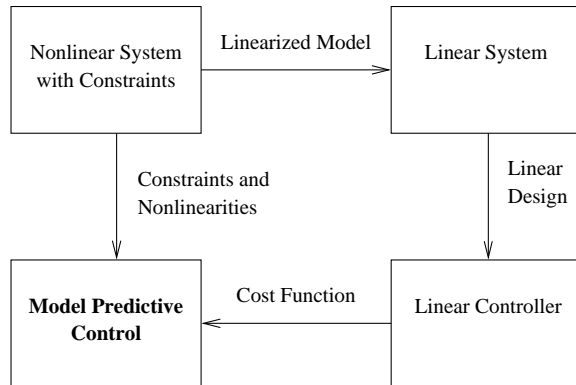 Nonlinear System
with Constraints
Linearized Model
Linear System
Constraints and
Nonlinearities
Linear
Design
Model Predictive
Control
Cost Function
Linear Controller